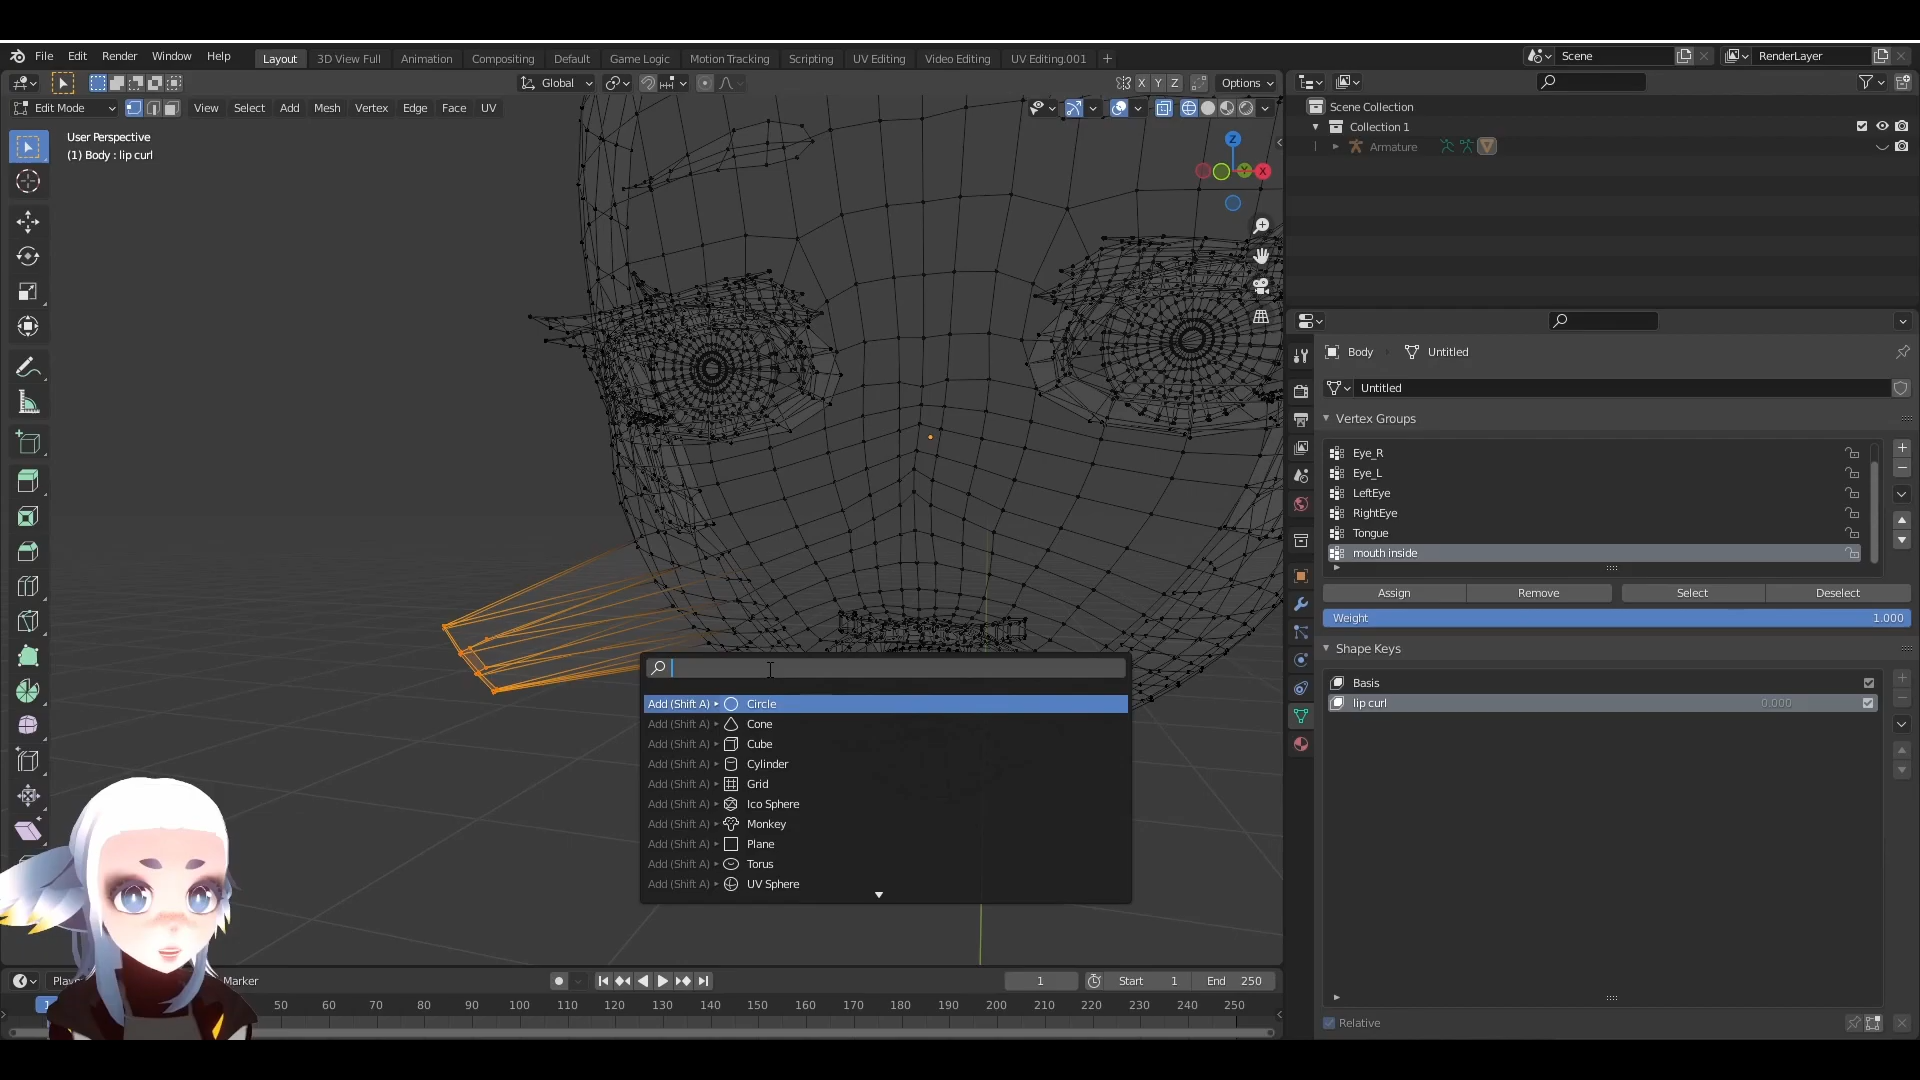 File Edit Render Window Help Layout 3D View Full Animation Compositing Default Game Logic Motion Tracking Scripting UV Editing Video Editing UV Editing.001 + Scene RenderLayer
Global X Y Z Options
Edit Mode View Select Add Mesh Vertex Edge Face UV
User Perspective
(1) Body : lip curl
Z
Y X
Scene Collection
Collection 1
Armature
Body Untitled
Untitled
Vertex Groups
Eye_R
Eye_L
LeftEye
RightEye
Tongue
mouth inside
Assign Remove Select Deselect
Weight 1.000
Shape Keys
Basis
lip curl 0.000
Relative
Add (Shift A) Circle
Add (Shift A) Cone
Add (Shift A) Cube
Add (Shift A) Cylinder
Add (Shift A) Grid
Add (Shift A) Ico Sphere
Add (Shift A) Monkey
Add (Shift A) Plane
Add (Shift A) Torus
Add (Shift A) UV Sphere
Marker 1 Start 1 End 250
50 60 70 80 90 100 110 120 130 140 150 160 170 180 190 200 210 220 230 240 250